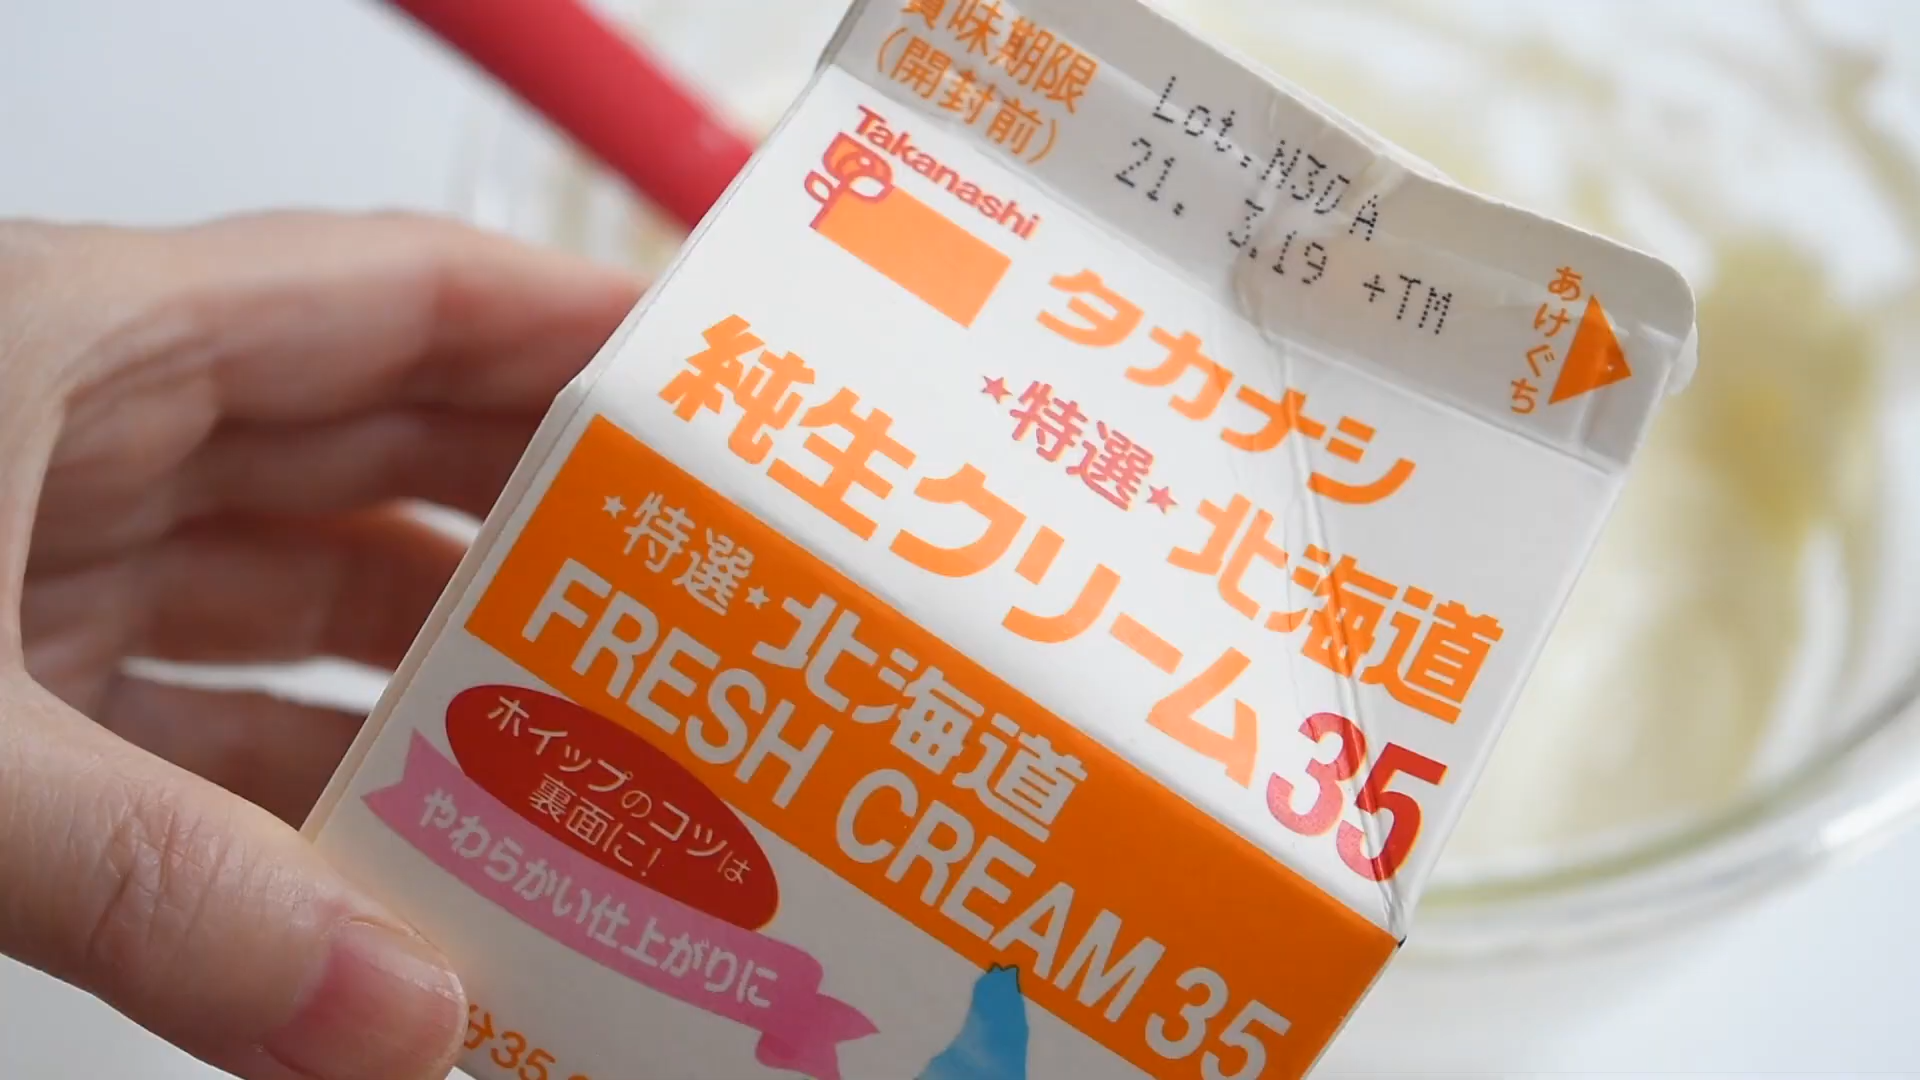 賞味期限
(開封前)
Lot.N30A
21. 3.19 +TM
あけぐち
Takanashi
タカナシ
★特選★北海道
純生クリーム35
★特選★北海道
FRESH CREAM 35
ホイップのコツは
裏面に!
やわらかい仕上がりに
分35.